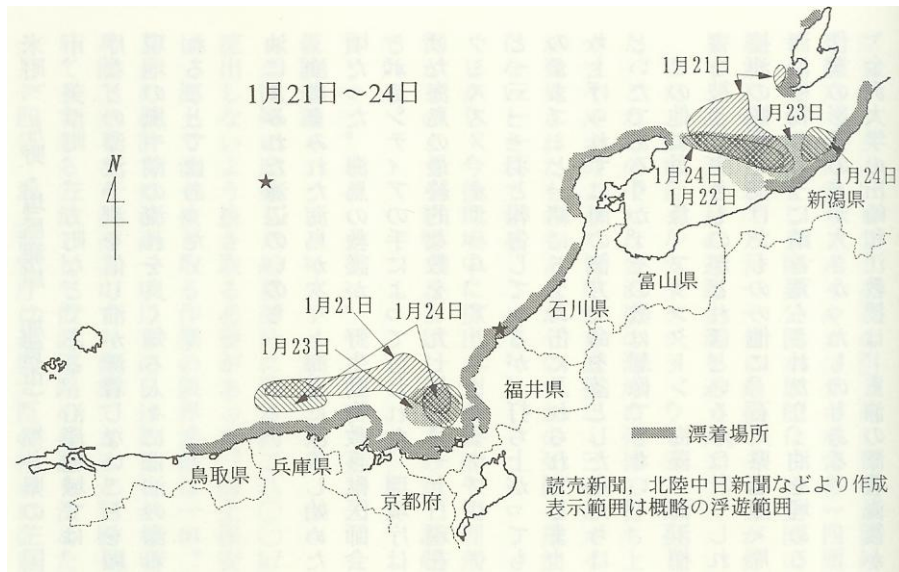 1月21日～24日
N
1月21日
1月23日
1月24日
1月22日
1月24日
新潟県
富山県
石川県
1月21日
1月24日
1月23日
福井県
鳥取県
兵庫県
京都府
漂着場所
読売新聞，北陸中日新聞などより作成
表示範囲は概略の浮遊範囲